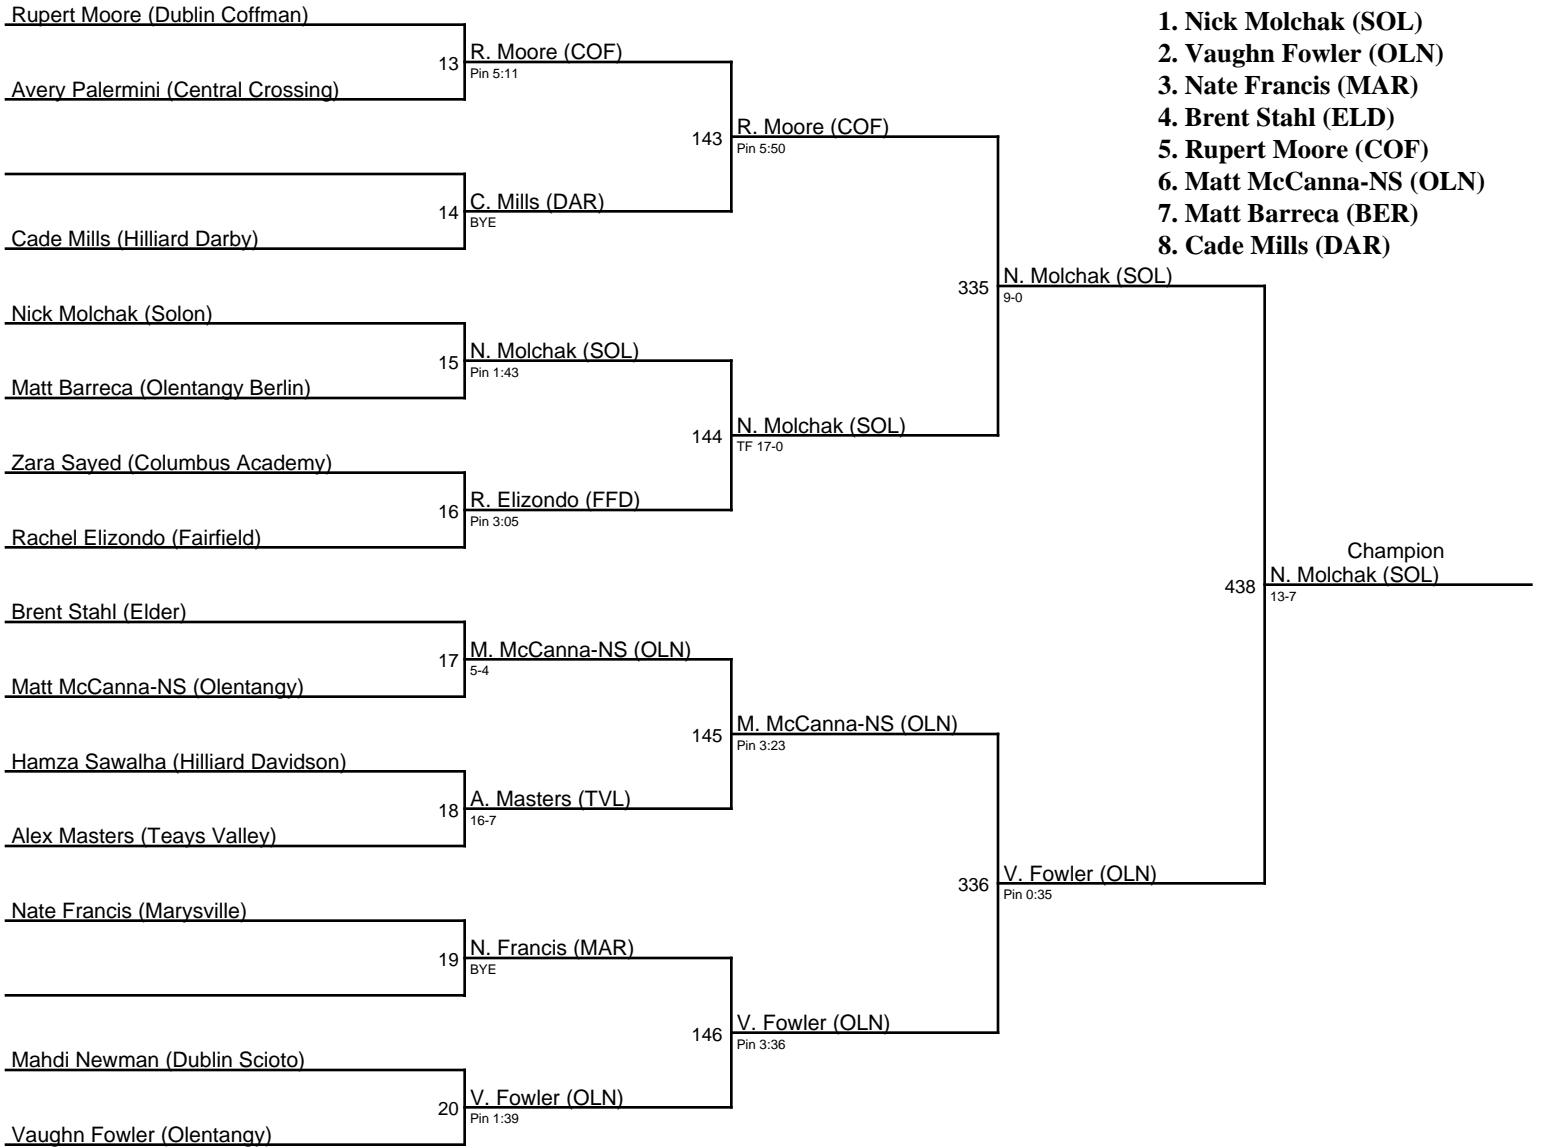 Rupert Moore (Dublin Coffman)
13
R. Moore (COF)
Pin 5:11
Avery Palermini (Central Crossing)
143
R. Moore (COF)
Pin 5:50
14
C. Mills (DAR)
BYE
Cade Mills (Hilliard Darby)
335
N. Molchak (SOL)
9-0
Nick Molchak (Solon)
15
N. Molchak (SOL)
Pin 1:43
Matt Barreca (Olentangy Berlin)
144
N. Molchak (SOL)
TF 17-0
Zara Sayed (Columbus Academy)
16
R. Elizondo (FFD)
Pin 3:05
Rachel Elizondo (Fairfield)
438
Champion
N. Molchak (SOL)
13-7
Brent Stahl (Elder)
17
M. McCanna-NS (OLN)
5-4
Matt McCanna-NS (Olentangy)
145
M. McCanna-NS (OLN)
Pin 3:23
Hamza Sawalha (Hilliard Davidson)
18
A. Masters (TVL)
16-7
Alex Masters (Teays Valley)
336
V. Fowler (OLN)
Pin 0:35
Nate Francis (Marysville)
19
N. Francis (MAR)
BYE
146
V. Fowler (OLN)
Pin 3:36
Mahdi Newman (Dublin Scioto)
20
V. Fowler (OLN)
Pin 1:39
Vaughn Fowler (Olentangy)
1. Nick Molchak (SOL)
2. Vaughn Fowler (OLN)
3. Nate Francis (MAR)
4. Brent Stahl (ELD)
5. Rupert Moore (COF)
6. Matt McCanna-NS (OLN)
7. Matt Barreca (BER)
8. Cade Mills (DAR)